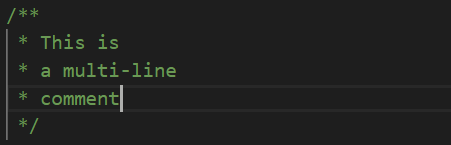 /**
 * This is
 * a multi-line
 * comment
 */